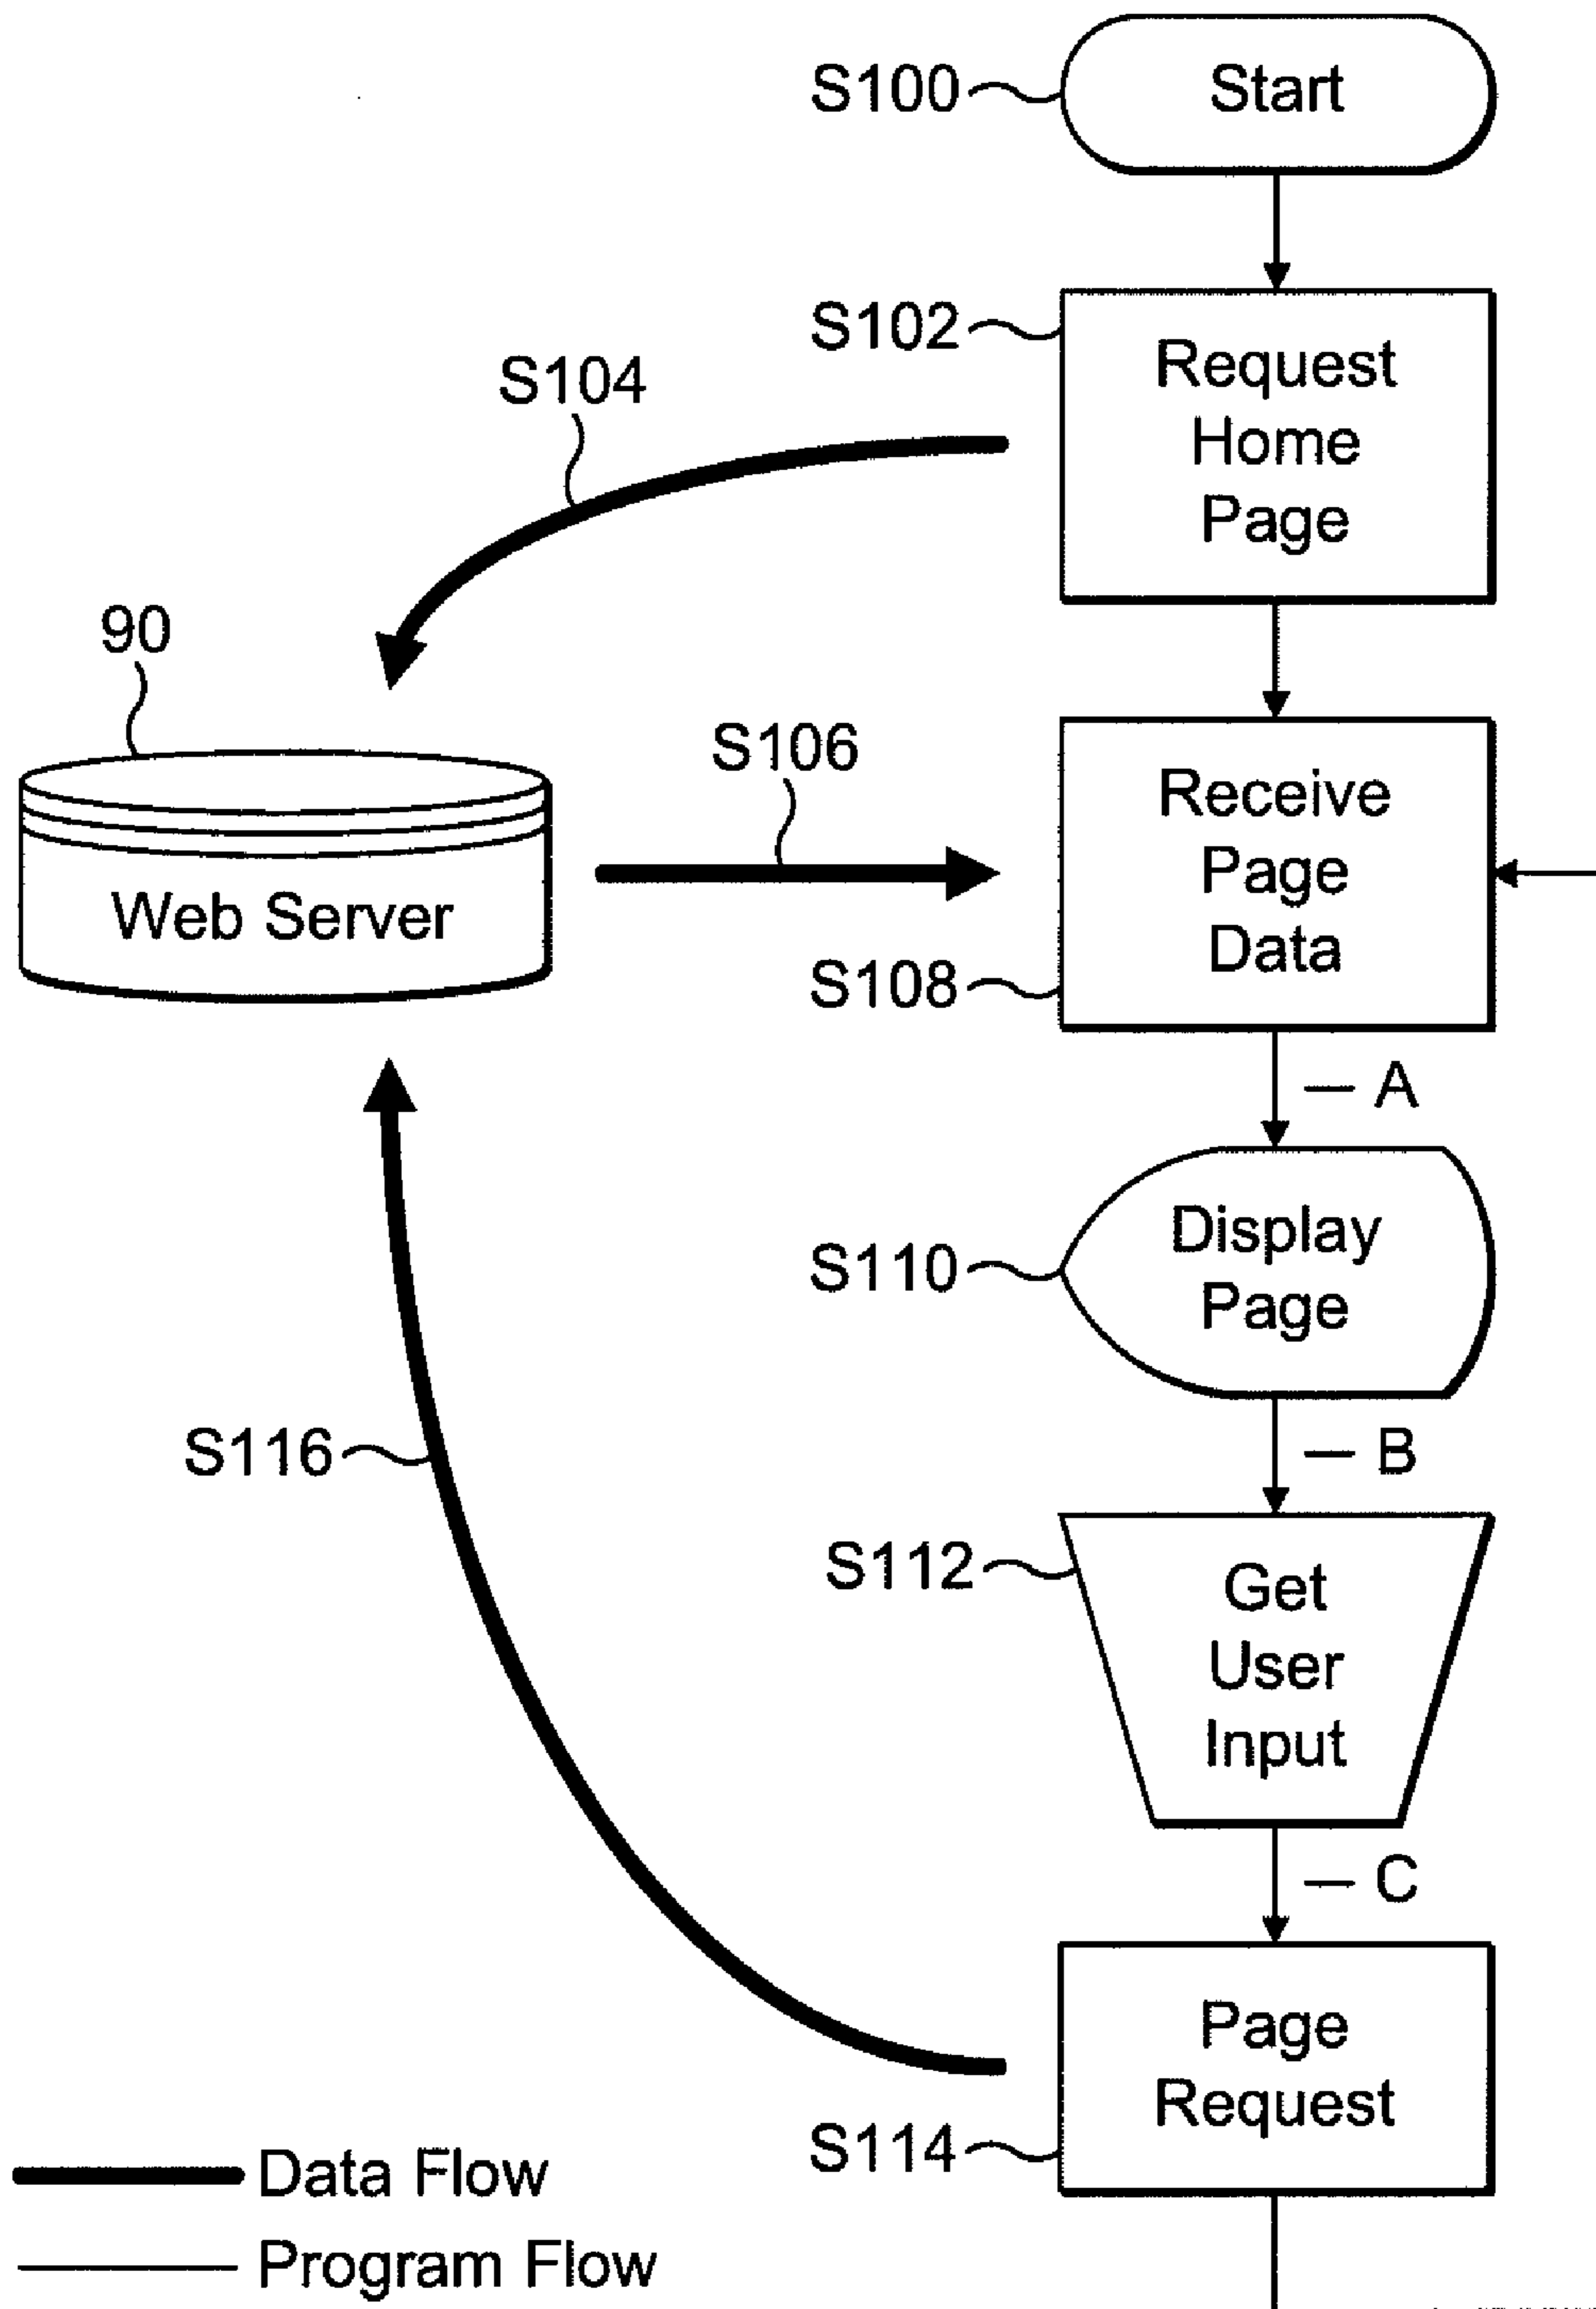 S100
Start
S102
Request
Home
Page
S104
90
Web Server
S106
Receive
Page
Data
S108
A
Display
Page
S110
B
S116
S112
Get
User
Input
C
Page
Request
S114
Data Flow
Program Flow